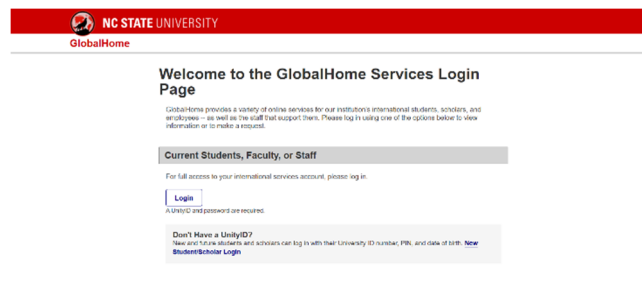 NC STATE UNIVERSITY
GlobalHome
Welcome to the GlobalHome Services Login
Page
GlobalHome provides a variety of online services for our institution's international students, scholars, and
employees -- as well as the staff that support them. Please log in using one of the options below to view
information or to make a request.
Current Students, Faculty, or Staff
For full access to your international services account, please log in.
Login
A UnityID and password are required.
Don't Have a UnityID?
New and future students and scholars can log in with their University ID number, PIN, and date of birth. New
Student/Scholar Login